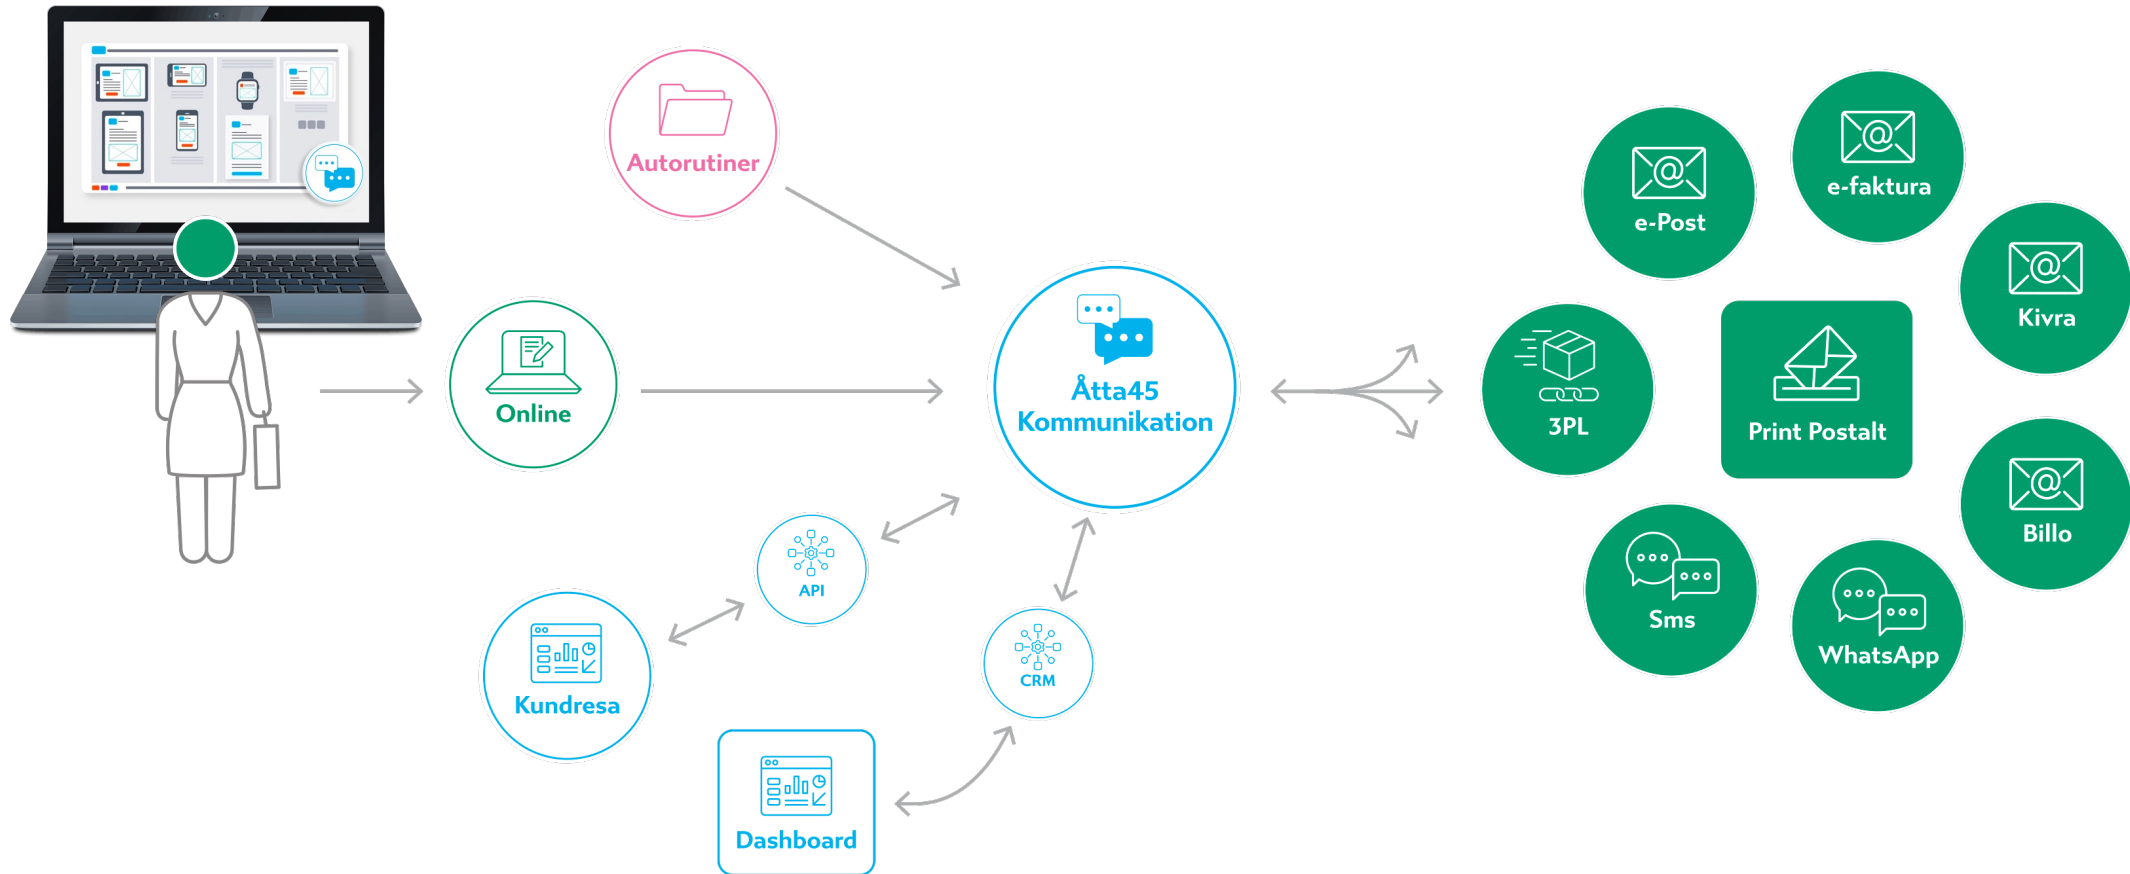 Autorutiner
e-faktura
e-Post
Kivra
Online
Åtta45
Kommunikation
3PL
Print Postalt
Billo
API
Sms
WhatsApp
CRM
Kundresa
Dashboard